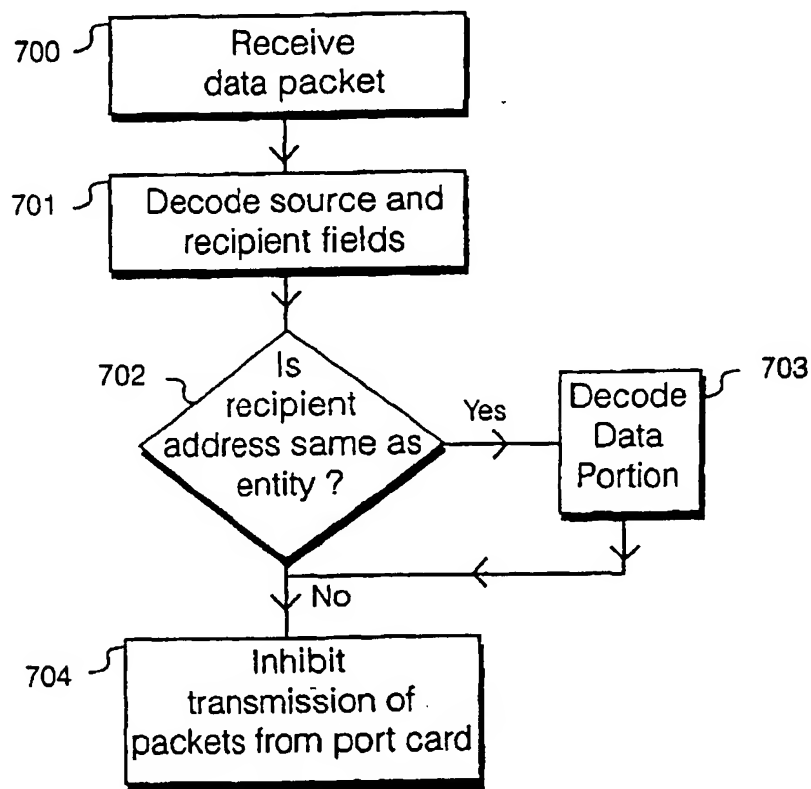 700
Receive
data packet
701
Decode source and
recipient fields
702
Is
recipient
address same as
entity ?
Yes
703
Decode
Data
Portion
No
704
Inhibit
transmission of
packets from port card